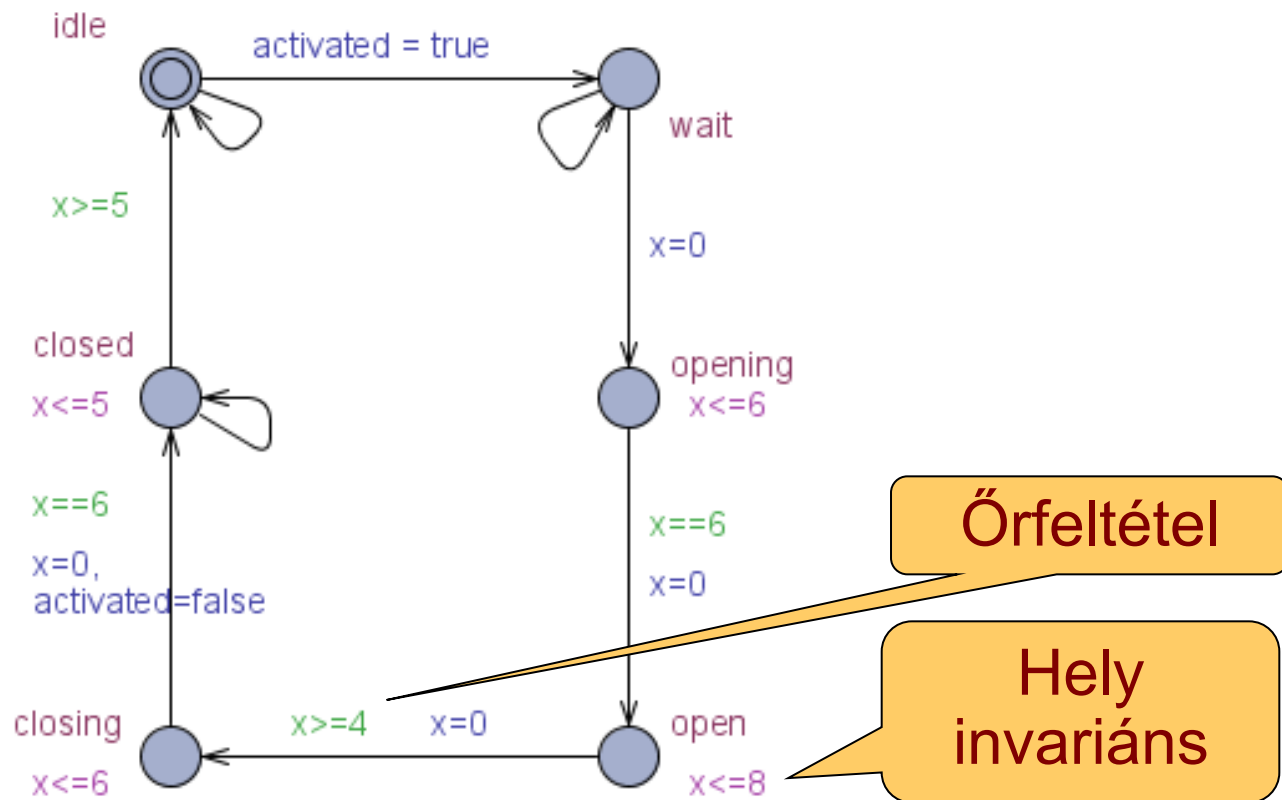 idle
activated = true
wait
x>=5
x=0
closed
x<=5
opening
x<=6
x==6
x=0,
activated=false
x==6
x=0
Őrfeltétel
closing
x<=6
x>=4 x=0
open
x<=8
Hely
invariáns